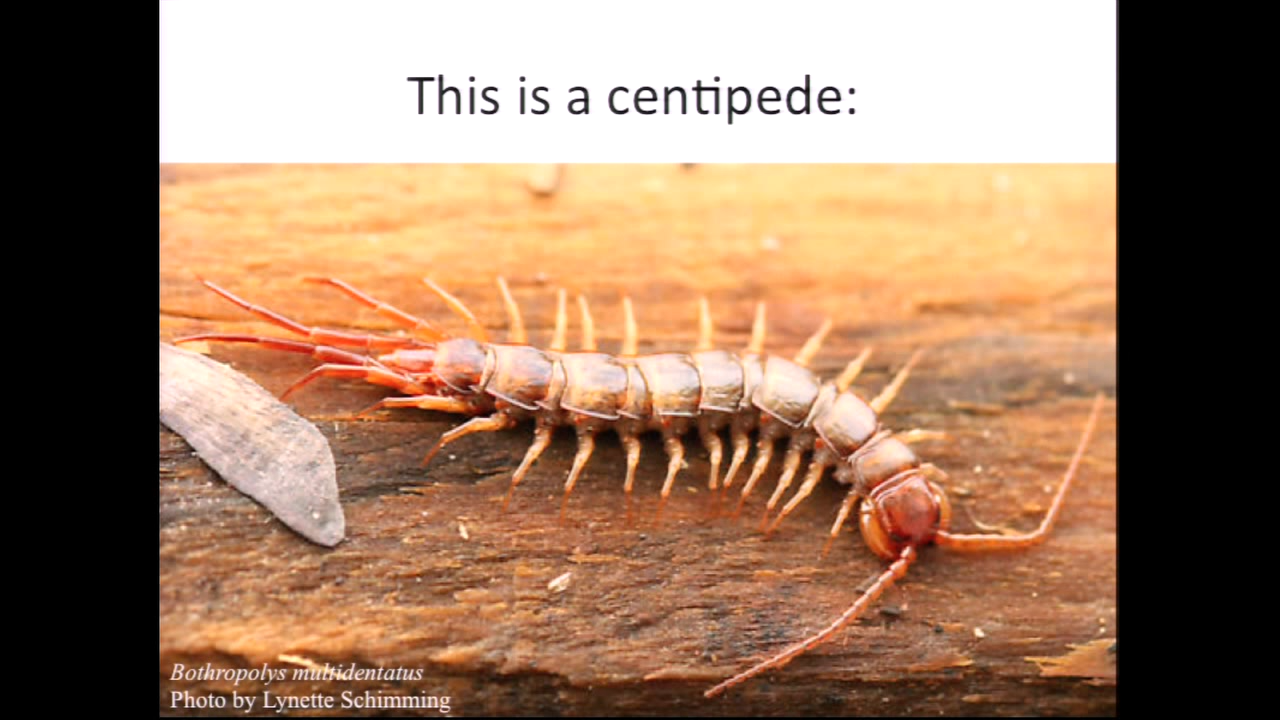 This is a centipede:
Bothropolys multidentatus
Photo by Lynette Schimming